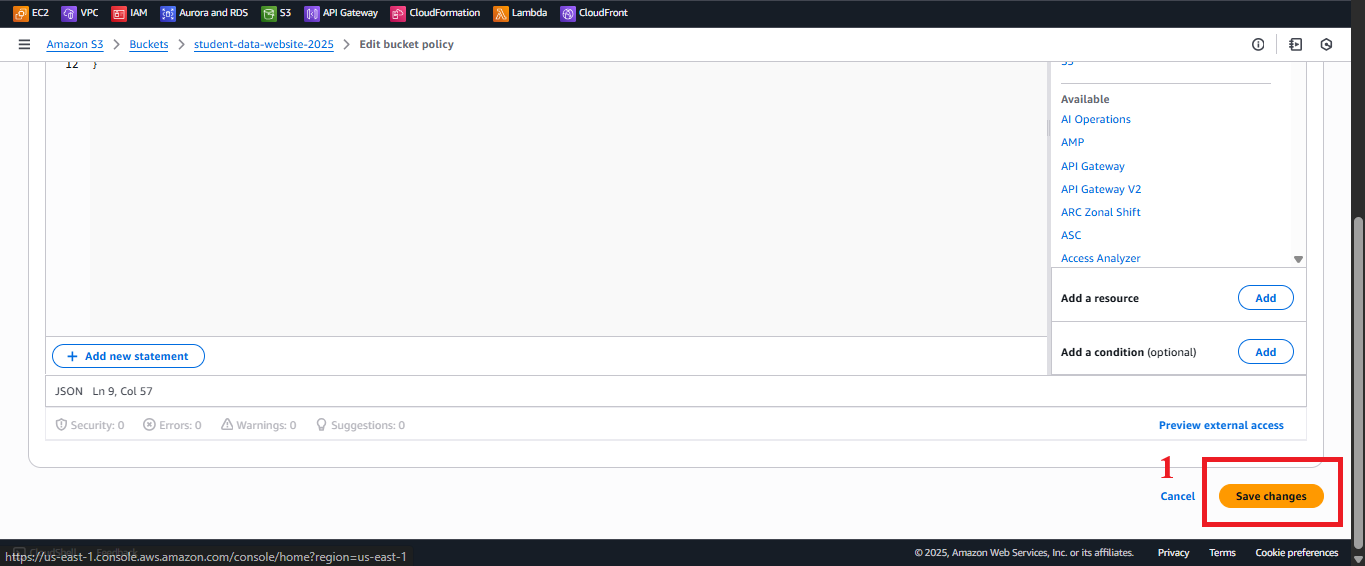 EC2 VPC IAM Aurora and RDS S3 API Gateway CloudFormation Lambda CloudFront
Amazon S3 > Buckets > student-data-website-2025 > Edit bucket policy
12 }
S3
Available
AI Operations
AMP
API Gateway
API Gateway V2
ARC Zonal Shift
ASC
Access Analyzer
Add a resource Add
+ Add new statement
Add a condition (optional) Add
JSON Ln 9, Col 57
Security: 0 Errors: 0 Warnings: 0 Suggestions: 0 Preview external access
1
Cancel Save changes
https://us-east-1.console.aws.amazon.com/console/home?region=us-east-1
© 2025, Amazon Web Services, Inc. or its affiliates. Privacy Terms Cookie preferences